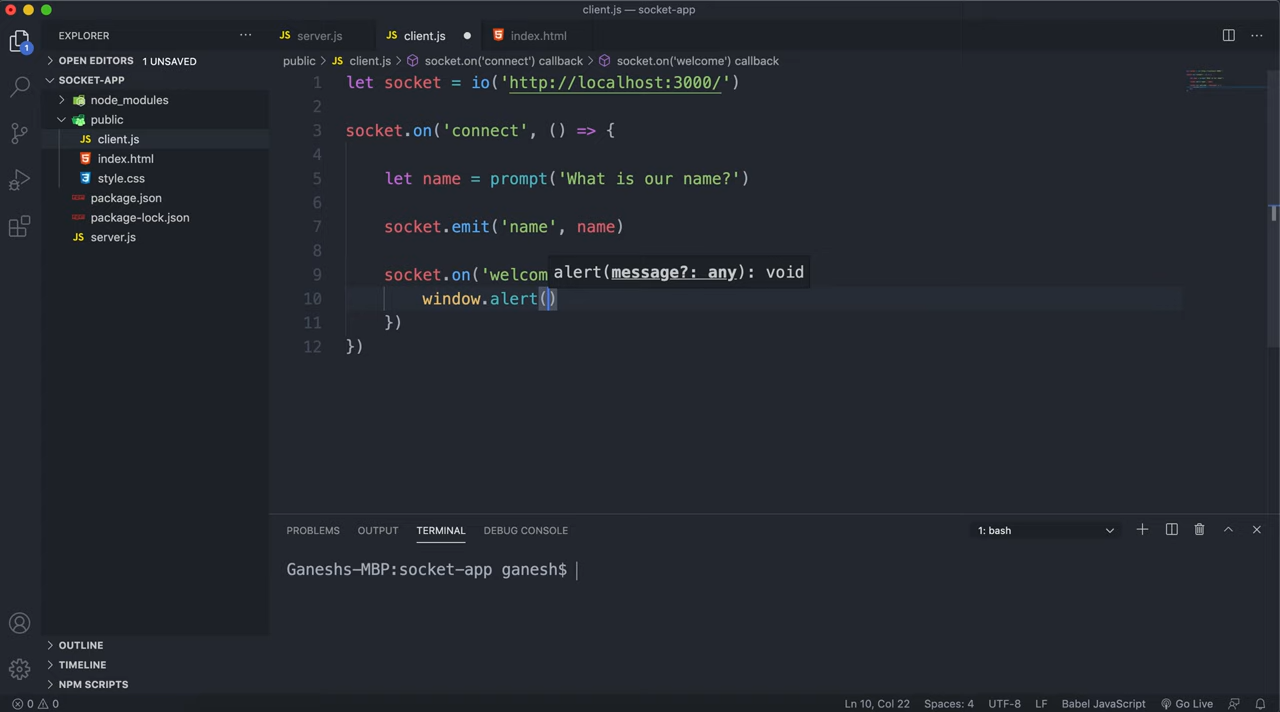 client.js — socket-app
EXPLORER
server.js
client.js
index.html
1
OPEN EDITORS 1 UNSAVED
SOCKET-APP
node_modules
public
client.js
index.html
style.css
package.json
package-lock.json
server.js
public > client.js > socket.on('connect') callback > socket.on('welcome') callback
1 let socket = io('http://localhost:3000/')
2
3 socket.on('connect', () => {
4
5 let name = prompt('What is our name?')
6
7 socket.emit('name', name)
8
9 socket.on('welcom
alert(message?: any): void
10 window.alert()
11 })
12 })
PROBLEMS OUTPUT TERMINAL DEBUG CONSOLE
1: bash
Ganeshs-MBP:socket-app ganesh$
OUTLINE
TIMELINE
NPM SCRIPTS
0 0
Ln 10, Col 22 Spaces: 4 UTF-8 LF Babel JavaScript Go Live